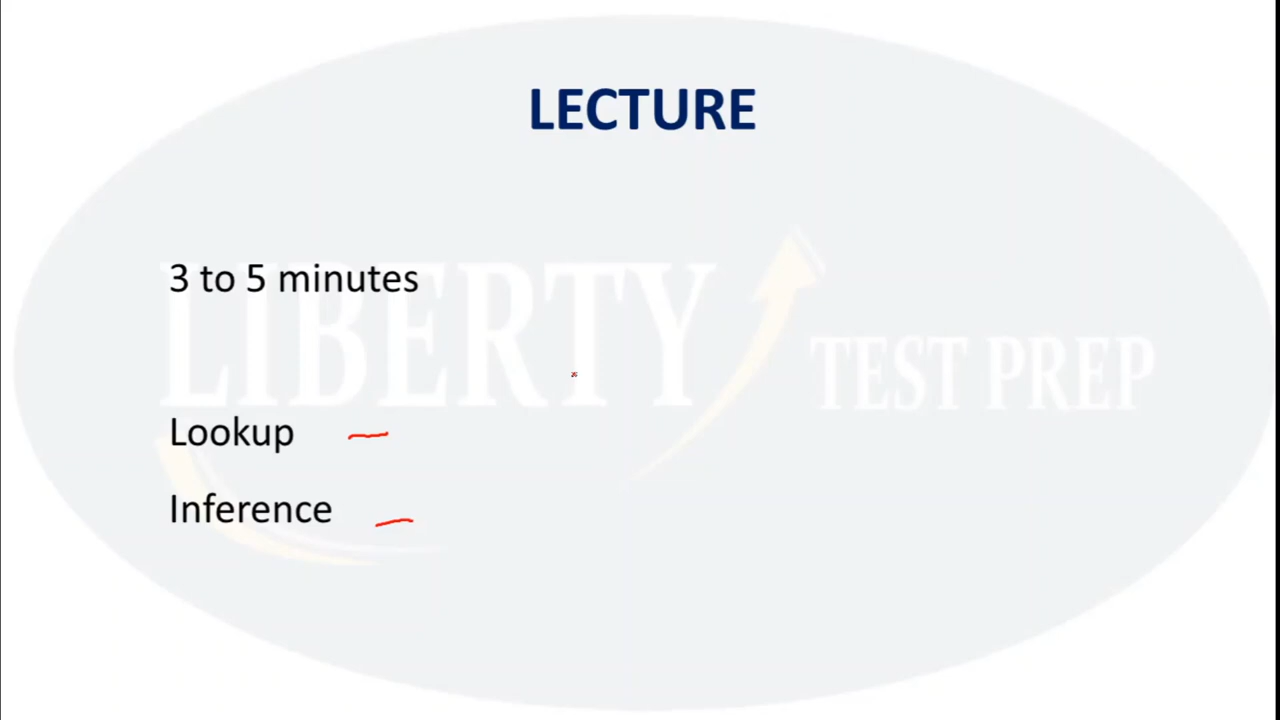 LECTURE
3 to 5 minutes
LIBERTY TEST PREP
Lookup
Inference